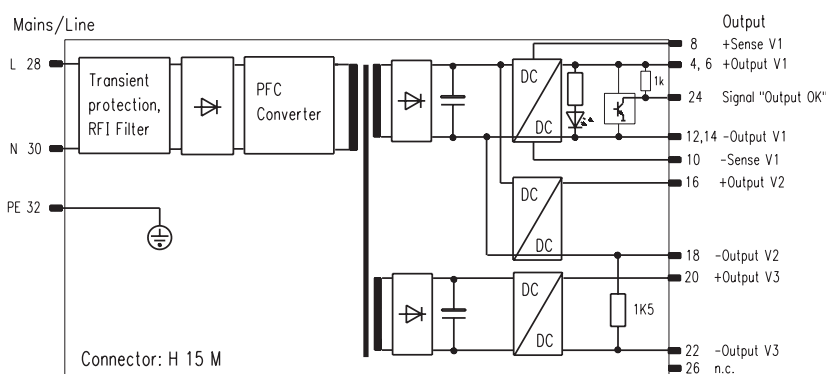 Mains/Line
Output
8 +Sense V1
L 28
4, 6 +Output V1
Transient
protection,
RFI Filter
PFC
Converter
DC
DC
1k
24 Signal "Output OK"
N 30
12,14 -Output V1
10 -Sense V1
16 +Output V2
PE 32
DC
DC
18 -Output V2
20 +Output V3
DC
DC
1K5
Connector: H 15 M
22 -Output V3
26 n.c.